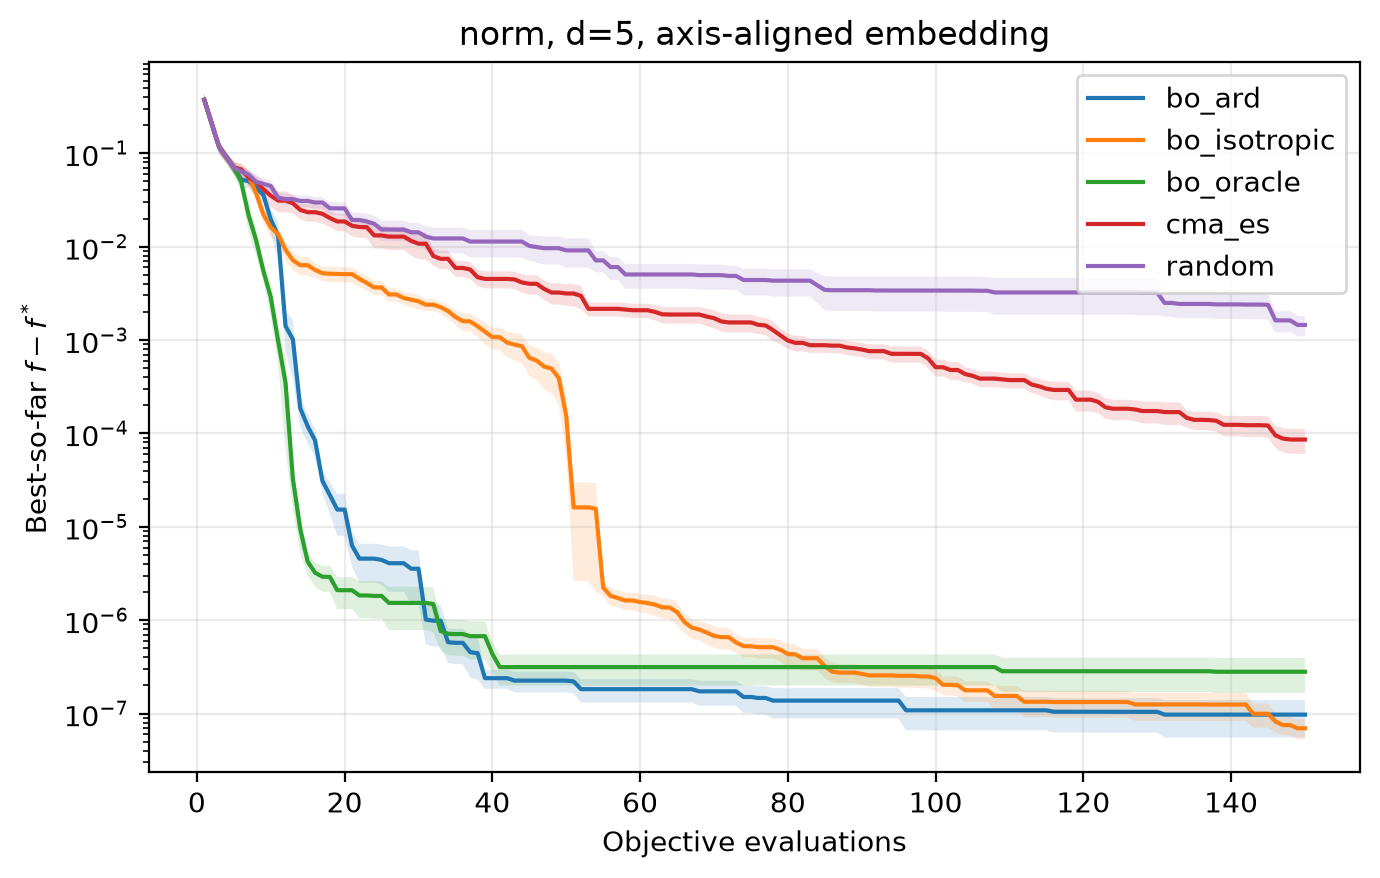 norm, d=5, axis-aligned embedding
bo_ard
bo_isotropic
bo_oracle
cma_es
random
Best-so-far f − f*
10⁻¹
10⁻²
10⁻³
10⁻⁴
10⁻⁵
10⁻⁶
10⁻⁷
0 20 40 60 80 100 120 140
Objective evaluations